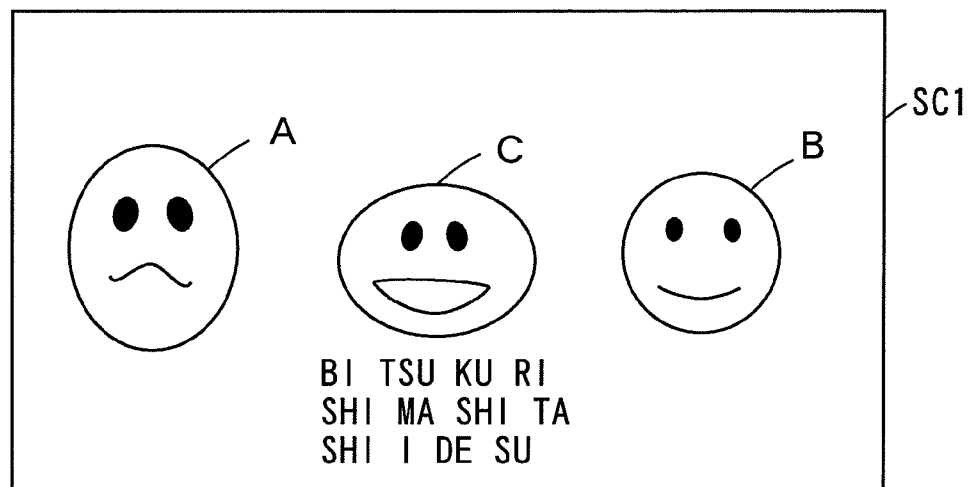 SC1
A
C
B
BI TSU KU RI
SHI MA SHI TA
SHI I DE SU